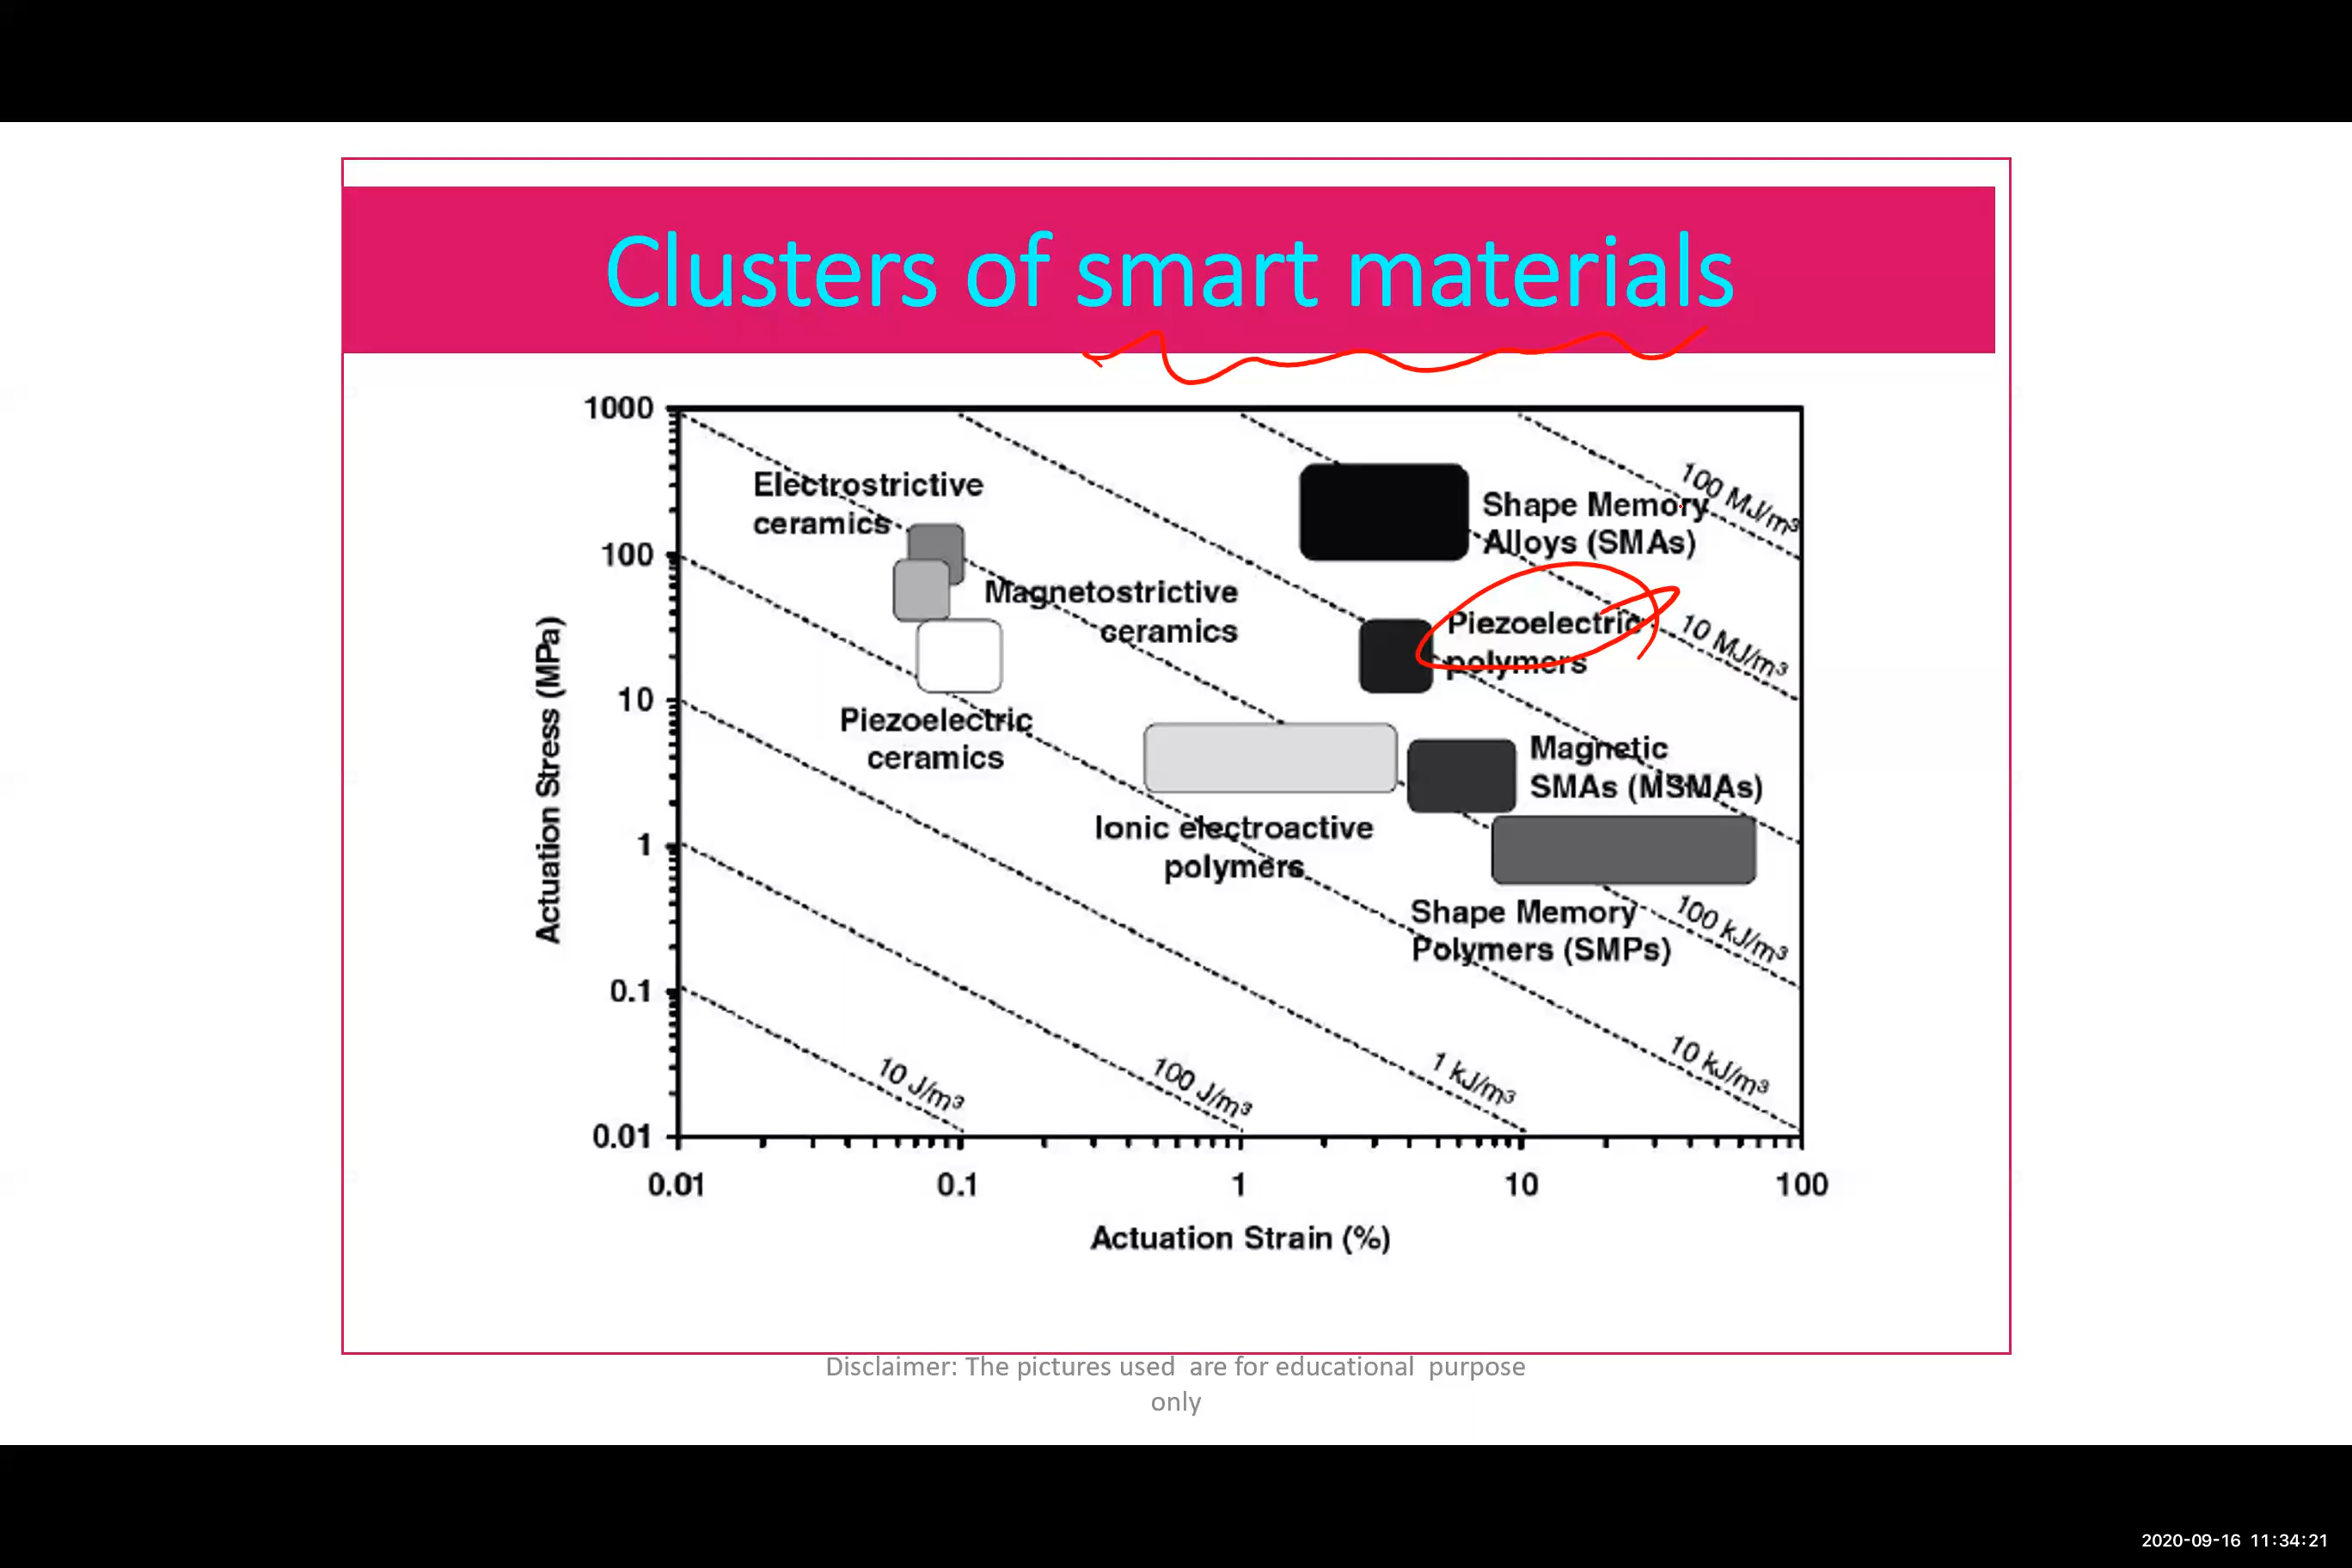 Clusters of smart materials
1000
100
10
1
0.1
0.01
Actuation Stress (MPa)
Electrostrictive
ceramics
Magnetostrictive
ceramics
Piezoelectric
ceramics
Shape Memory
Alloys (SMAs)
Piezoelectric
polymers
Ionic electroactive
polymers
Magnetic
SMAs (MSMAs)
Shape Memory
Polymers (SMPs)
100 MJ/m³
10 MJ/m³
100 kJ/m³
10 kJ/m³
1 kJ/m³
100 J/m³
10 J/m³
0.01
0.1
1
10
100
Actuation Strain (%)
Disclaimer: The pictures used are for educational purpose
only
2020-09-16 11:34:21